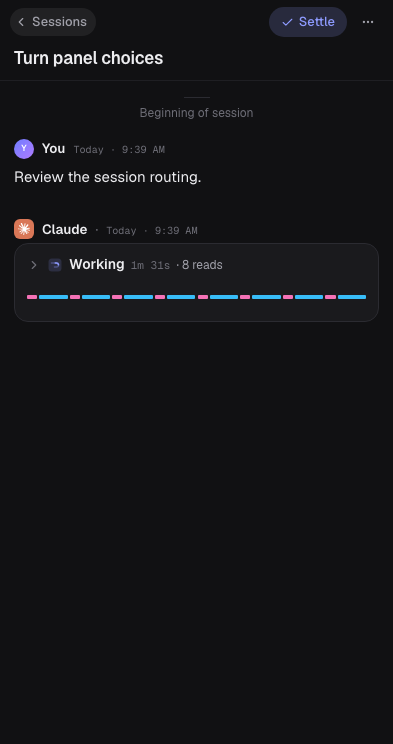 Sessions
Settle
Turn panel choices
Beginning of session
Y You Today · 9:39 AM
Review the session routing.
Claude · Today · 9:39 AM
Working 1m 31s · 8 reads